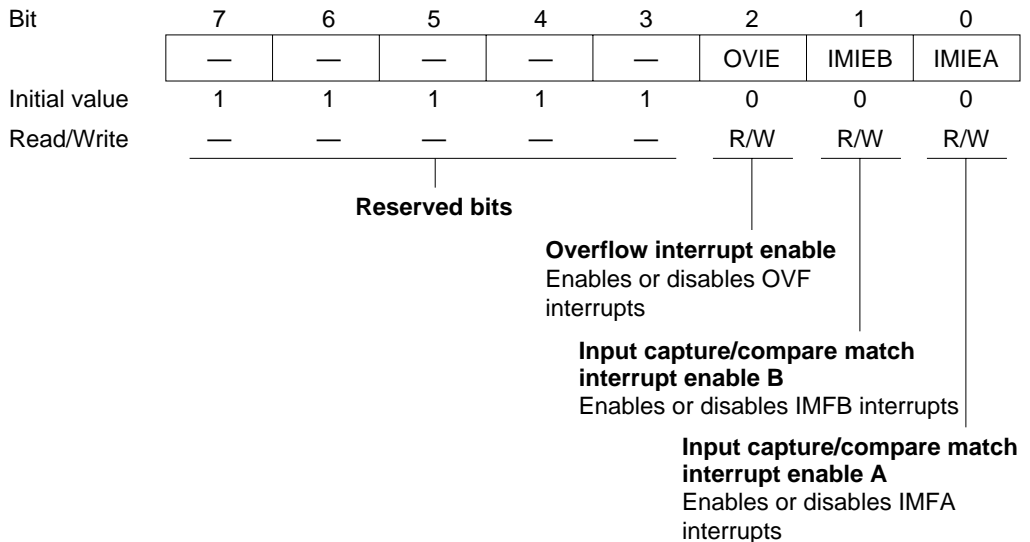 Bit 7 6 5 4 3 2 1 0
— — — — — OVIE IMIEB IMIEA
Initial value 1 1 1 1 1 0 0 0
Read/Write — — — — — R/W R/W R/W
Reserved bits
Overflow interrupt enable
Enables or disables OVF
interrupts
Input capture/compare match
interrupt enable B
Enables or disables IMFB interrupts
Input capture/compare match
interrupt enable A
Enables or disables IMFA
interrupts